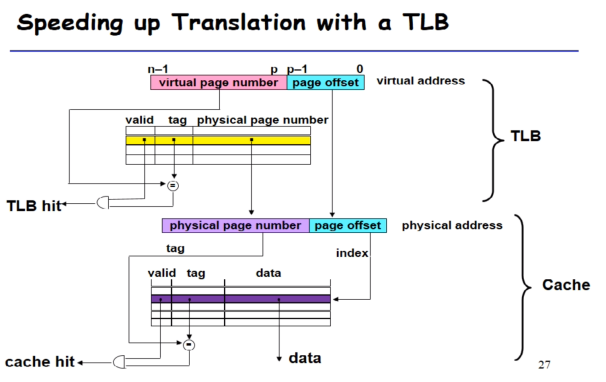 Speeding up Translation with a TLB
n–1 p p–1 0
virtual page number page offset virtual address
valid tag physical page number
TLB
=
TLB hit
physical page number page offset physical address
tag
index
valid tag data
Cache
=
cache hit
data
27